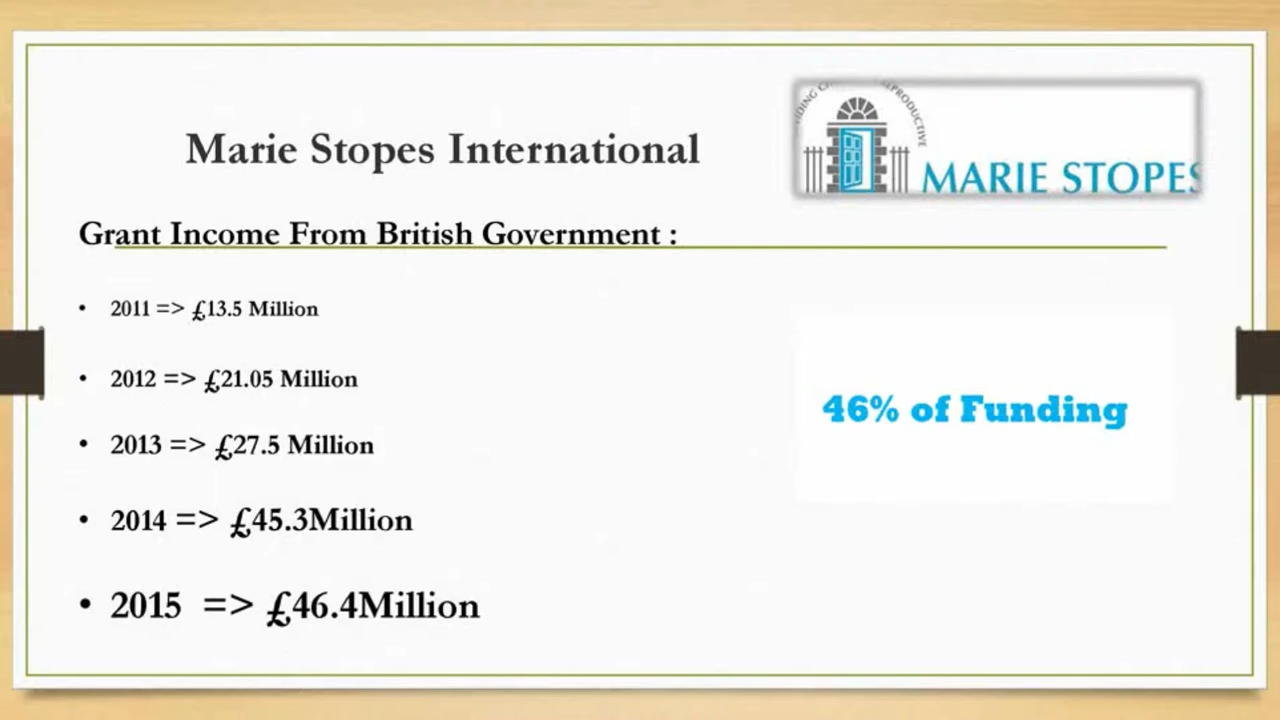 Marie Stopes International
REPRODUCTIVE
MARIE STOPES
Grant Income From British Government :
• 2011 => £13.5 Million
• 2012 => £21.05 Million
• 2013 => £27.5 Million
• 2014 => £45.3Million
• 2015 => £46.4Million
46% of Funding